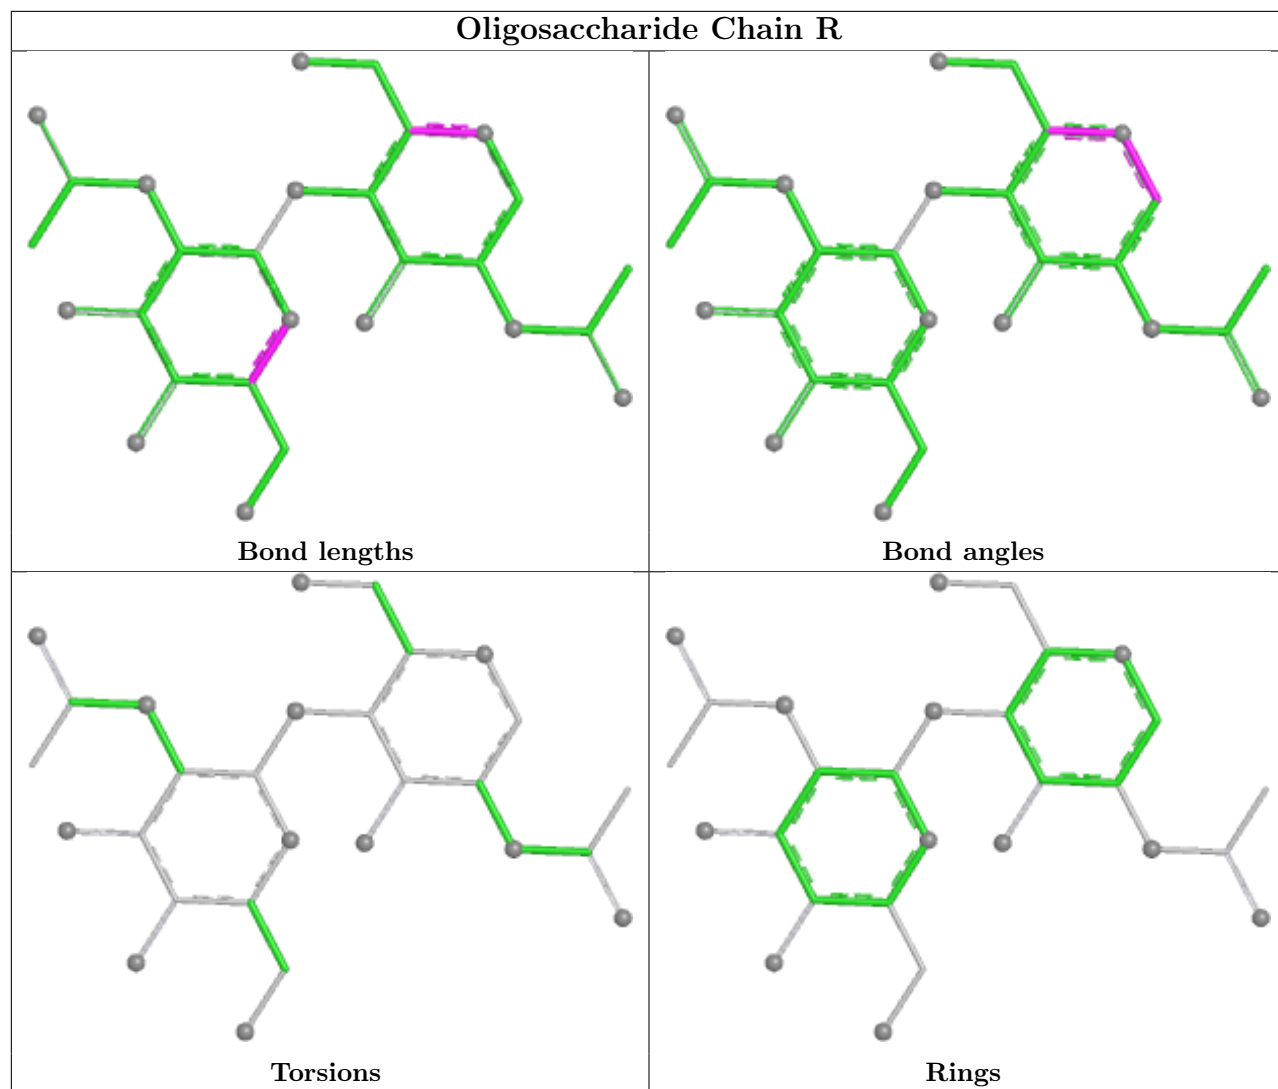 Oligosaccharide Chain R
Bond lengths
Bond angles
Torsions
Rings